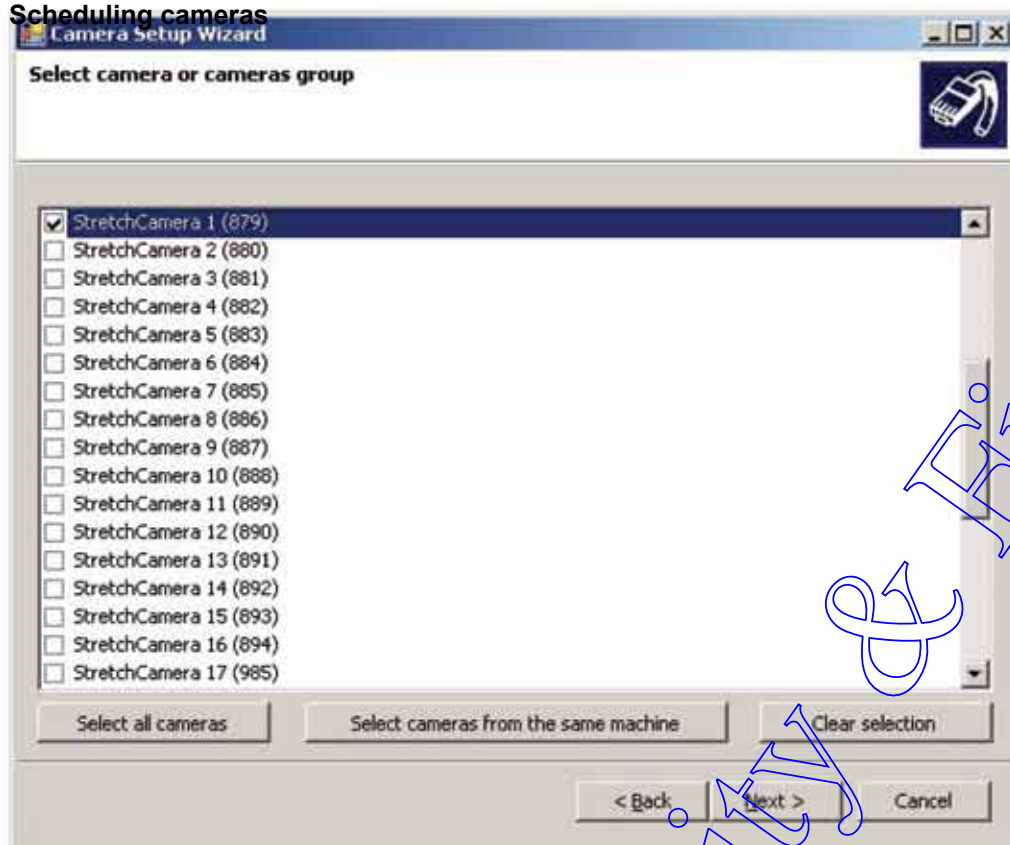 Scheduling cameras
Camera Setup Wizard
Select camera or cameras group
StretchCamera 1 (879)
StretchCamera 2 (880)
StretchCamera 3 (881)
StretchCamera 4 (882)
StretchCamera 5 (883)
StretchCamera 6 (884)
StretchCamera 7 (885)
StretchCamera 8 (886)
StretchCamera 9 (887)
StretchCamera 10 (888)
StretchCamera 11 (889)
StretchCamera 12 (890)
StretchCamera 13 (891)
StretchCamera 14 (892)
StretchCamera 15 (893)
StretchCamera 16 (894)
StretchCamera 17 (985)
Select all cameras Select cameras from the same machine Clear selection
< Back Next > Cancel
ity & Fi